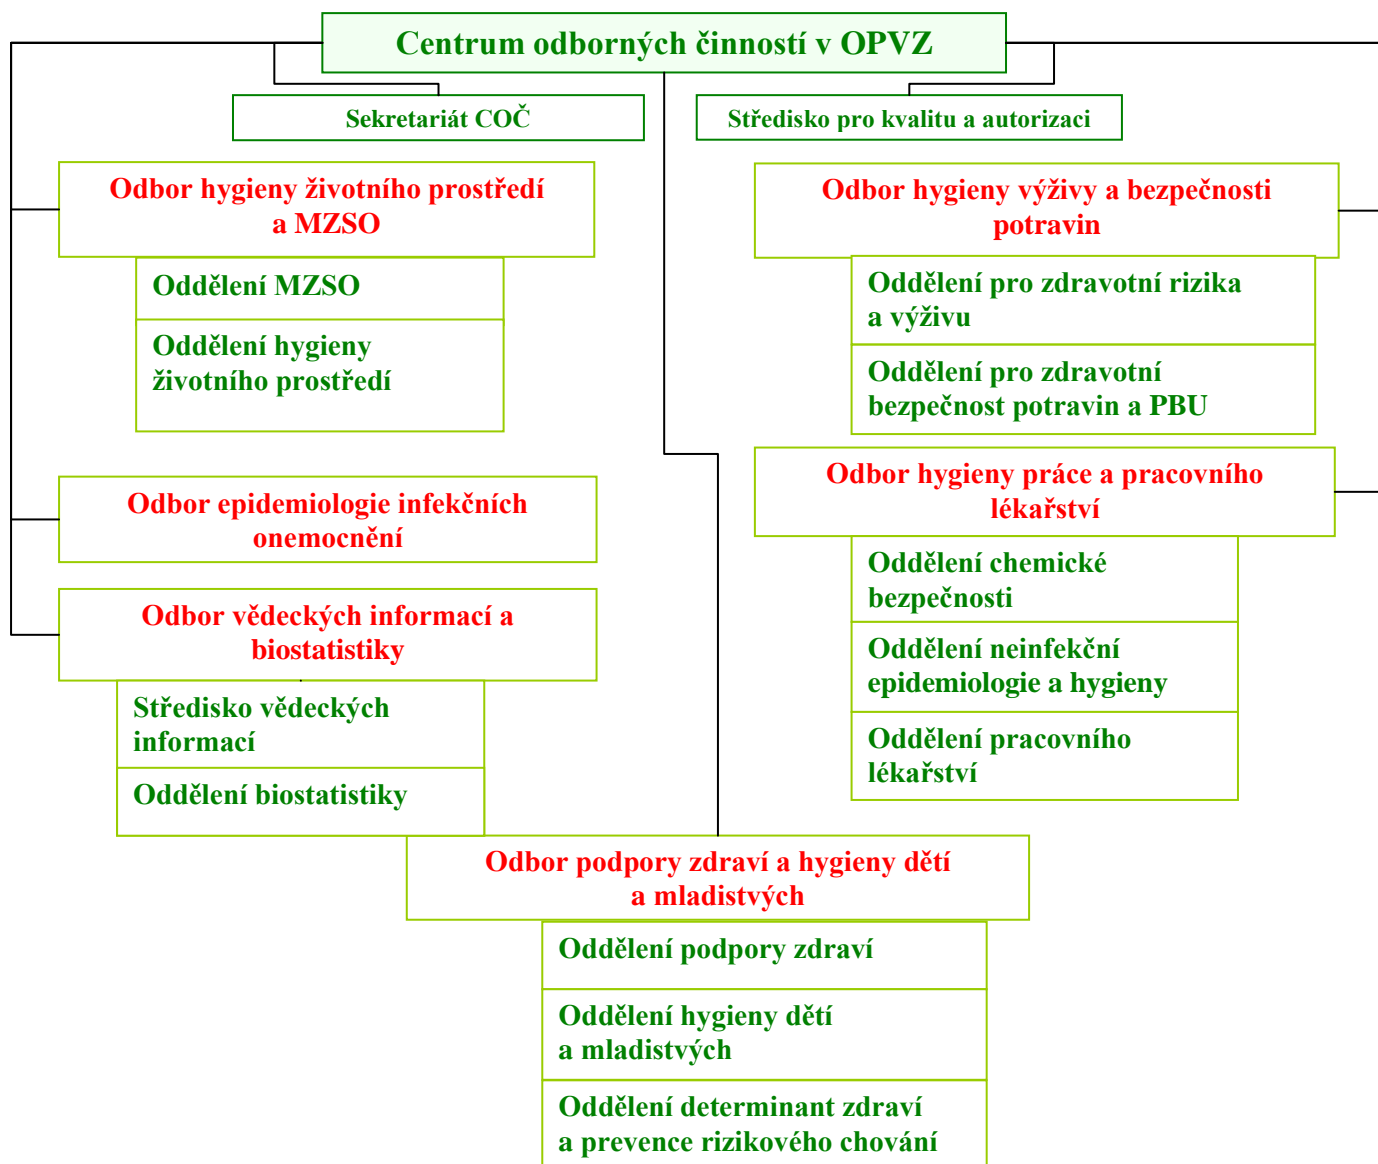 Centrum odborných činností v OPVZ
Sekretariát COČ
Středisko pro kvalitu a autorizaci
Odbor hygieny životního prostředí
a MZSO
Oddělení MZSO
Oddělení hygieny
životního prostředí
Odbor epidemiologie infekčních
onemocnění
Odbor vědeckých informací a
biostatistiky
Středisko vědeckých
informací
Oddělení biostatistiky
Odbor hygieny výživy a bezpečnosti
potravin
Oddělení pro zdravotní rizika
a výživu
Oddělení pro zdravotní
bezpečnost potravin a PBU
Odbor hygieny práce a pracovního
lékařství
Oddělení chemické
bezpečnosti
Oddělení neinfekční
epidemiologie a hygieny
Oddělení pracovního
lékařství
Odbor podpory zdraví a hygieny dětí
a mladistvých
Oddělení podpory zdraví
Oddělení hygieny dětí
a mladistvých
Oddělení determinant zdraví
a prevence rizikového chování